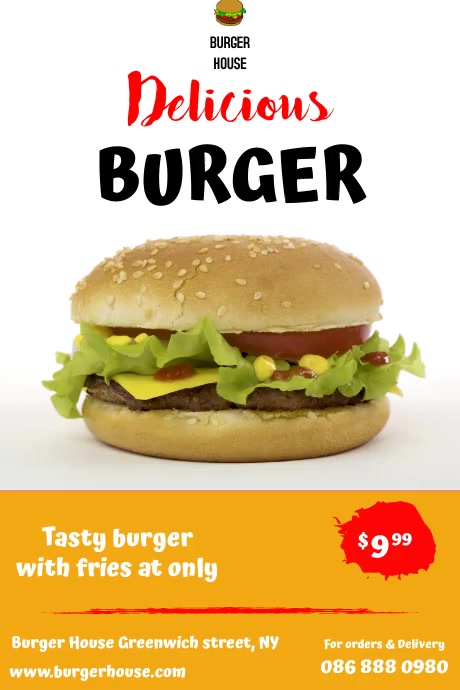 BURGER
HOUSE
Delicious
BURGER
Tasty burger
with fries at only
$9.99
Burger House Greenwich street, NY
www.burgerhouse.com
For orders & Delivery
086 888 0980